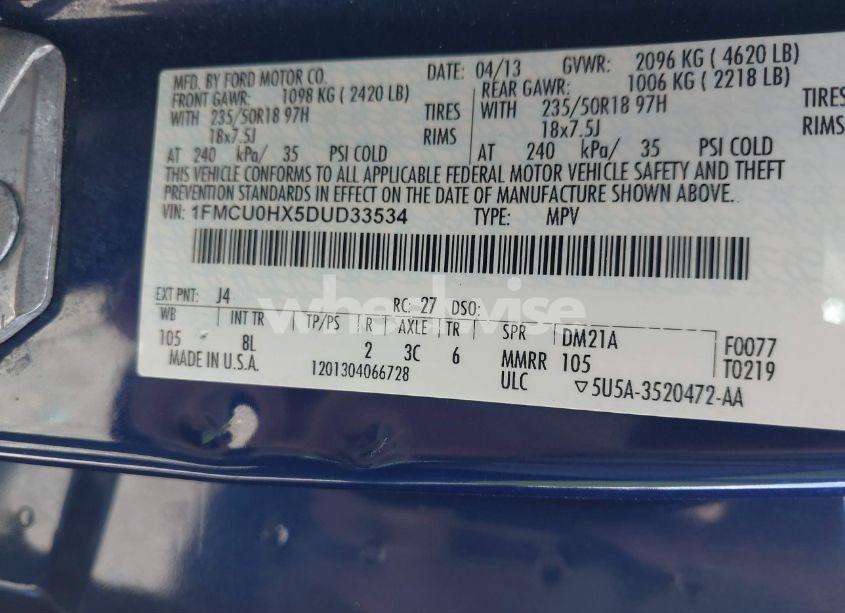 MFD. BY FORD MOTOR CO.
DATE: 04/13 GVWR: 2096 KG ( 4620 LB)
FRONT GAWR: 1098 KG ( 2420 LB) REAR GAWR: 1006 KG ( 2218 LB)
WITH 235/50R18 97H TIRES WITH 235/50R18 97H TIRES
18x7.5J RIMS 18x7.5J RIMS
AT 240 kPa/ 35 PSI COLD AT 240 kPa/ 35 PSI COLD
THIS VEHICLE CONFORMS TO ALL APPLICABLE FEDERAL MOTOR VEHICLE SAFETY AND THEFT
PREVENTION STANDARDS IN EFFECT ON THE DATE OF MANUFACTURE SHOWN ABOVE.
VIN: 1FMCU0HX5DUD33534 TYPE: MPV
EXT PNT: J4 RC: 27 DSO:
WB INT TR TP/PS R AXLE TR SPR DM21A F0077
105 8L 2 3C 6 MMRR 105 T0219
MADE IN U.S.A. 1201304066728 ULC ▽5U5A-3520472-AA
wheelwise